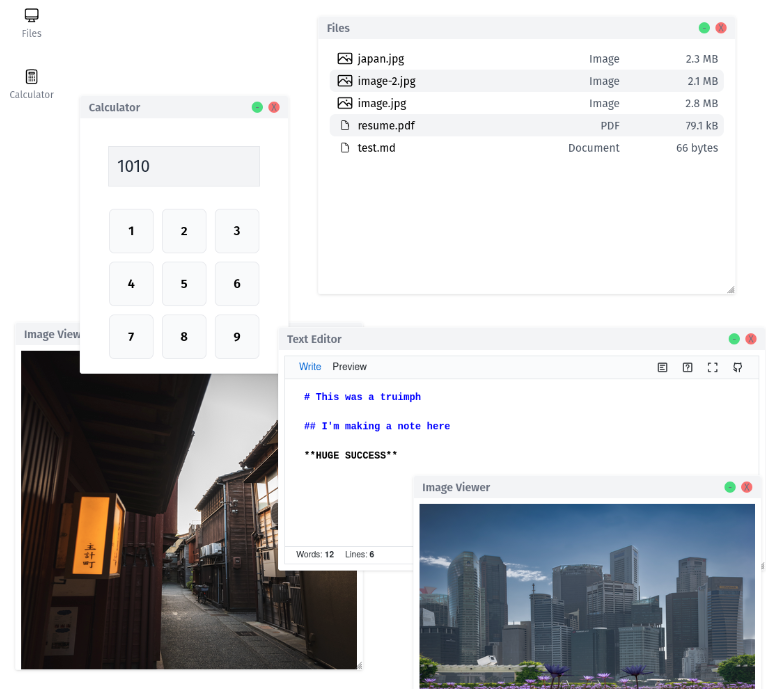 Files
Calculator
Files
- X
japan.jpg Image 2.3 MB
image-2.jpg Image 2.1 MB
image.jpg Image 2.8 MB
resume.pdf PDF 79.1 kB
test.md Document 66 bytes
Calculator
- X
1010
1 2 3
4 5 6
7 8 9
Image View
主計町
Text Editor
- X
Write Preview
# This was a truimph
## I'm making a note here
**HUGE SUCCESS**
Words: 12 Lines: 6
Image Viewer
- X